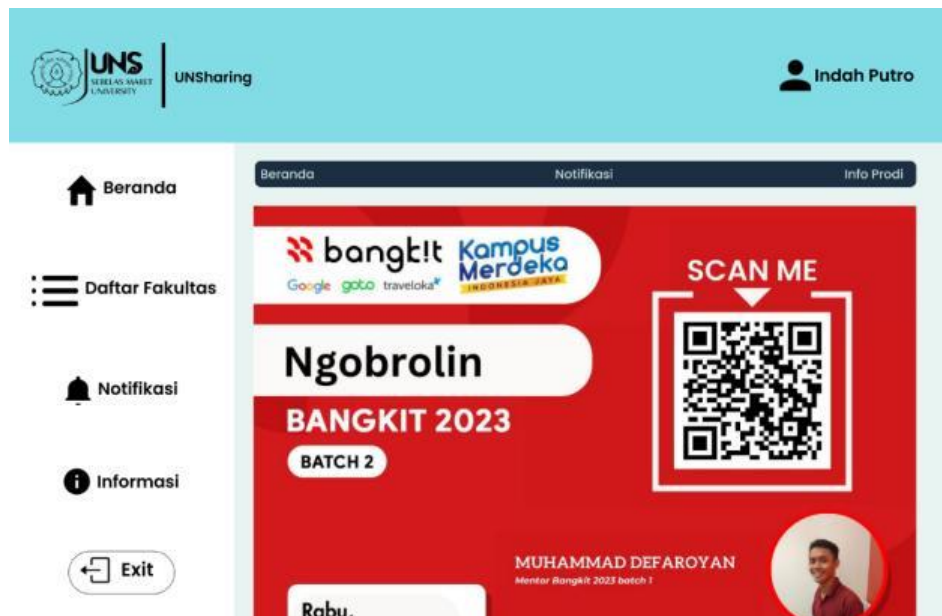 UNS
SEBELAS MARET
UNIVERSITY
UNSharing
Indah Putro
Beranda
Daftar Fakultas
Notifikasi
Informasi
Exit
Beranda Notifikasi Info Prodi
bangk!t
Google goto traveloka
Kampus
Merdeka
INDONESIA JAYA
SCAN ME
Ngobrolin
BANGKIT 2023
BATCH 2
MUHAMMAD DEFAROYAN
Mentor Bangkit 2023 batch 1
Rabu,